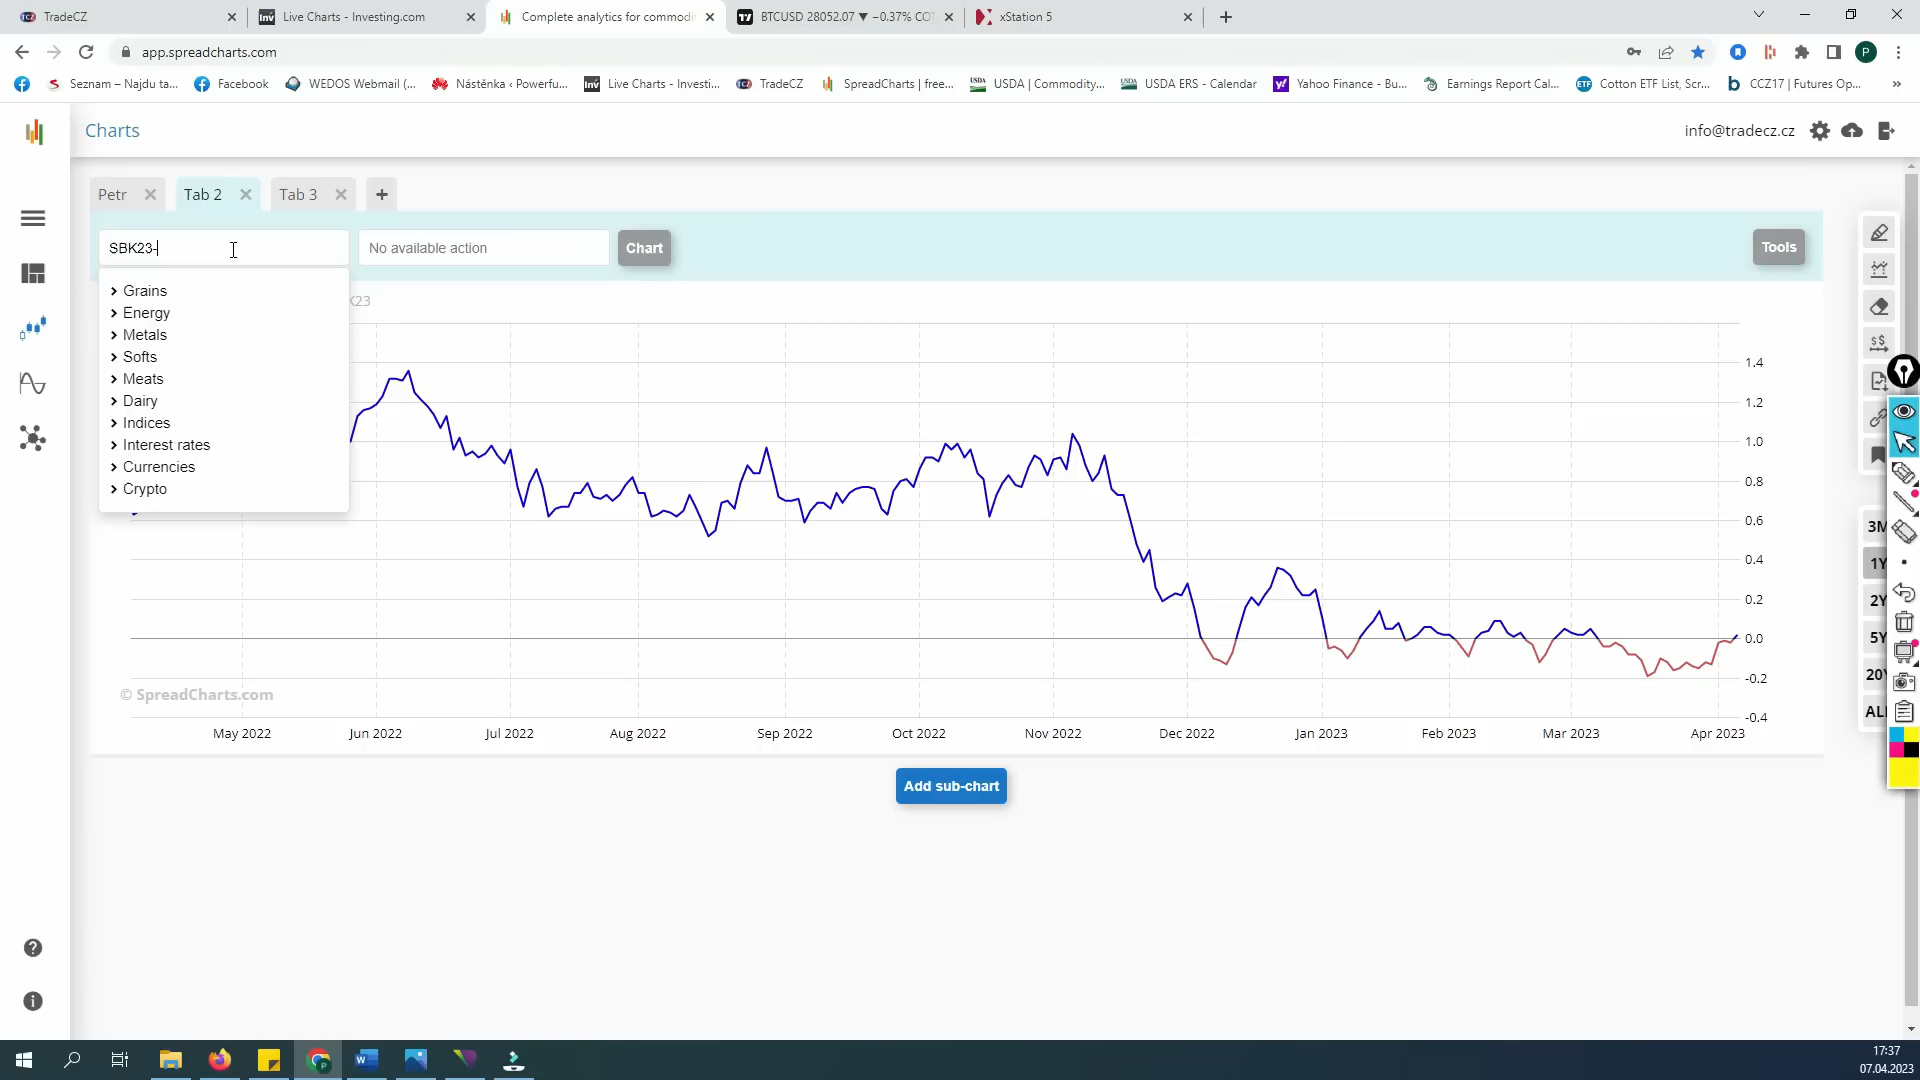 TradeCZ
Live Charts - Investing.com
Complete analytics for commodi
BTCUSD 28052.07 ▼ −0.37% COT
xStation 5
app.spreadcharts.com
Seznam – Najdu ta...
Facebook
WEDOS Webmail (...
Nástěnka ‹ Powerfu...
Live Charts - Investi...
TradeCZ
SpreadCharts | free...
USDA | Commodity...
USDA ERS - Calendar
Yahoo Finance - Bu...
Earnings Report Cal...
Cotton ETF List, Scr...
CCZ17 | Futures Op...
Charts
info@tradecz.cz
Petr
Tab 2
Tab 3
SBK23-
No available action
Chart
Tools
Grains
Energy
Metals
Softs
Meats
Dairy
Indices
Interest rates
Currencies
Crypto
K23
1.4
1.2
1.0
0.8
0.6
0.4
0.2
0.0
-0.2
-0.4
3M
1Y
2Y
5Y
20Y
ALL
© SpreadCharts.com
May 2022
Jun 2022
Jul 2022
Aug 2022
Sep 2022
Oct 2022
Nov 2022
Dec 2022
Jan 2023
Feb 2023
Mar 2023
Apr 2023
Add sub-chart
17:37
07.04.2023